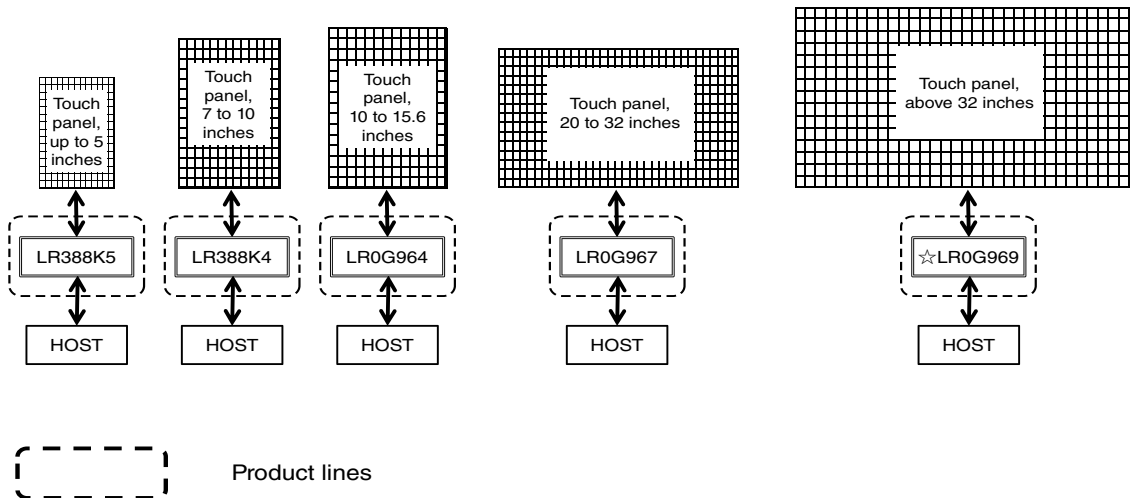 Touch
panel,
up to 5
inches
Touch
panel,
7 to 10
inches
Touch
panel,
10 to 15.6
inches
Touch panel,
20 to 32 inches
Touch panel,
above 32 inches
LR388K5
LR388K4
LR0G964
LR0G967
☆LR0G969
HOST
HOST
HOST
HOST
HOST
Product lines